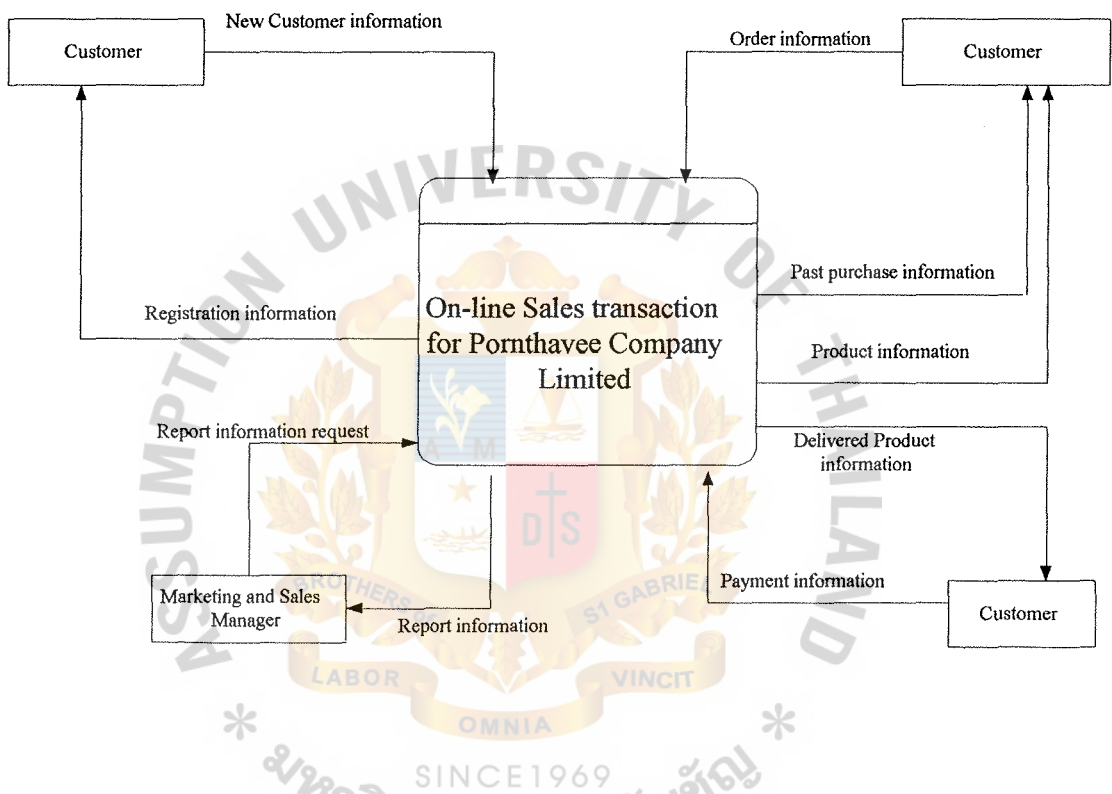 New Customer information
Customer
Order information
Customer
Registration information
On-line Sales transaction
for Pornthavee Company
Limited
Past purchase information
Product information
Report information request
Delivered Product
information
Marketing and Sales
Manager
Report information
Payment information
Customer
ASSUMPTION UNIVERSITY OF THAILAND
A M
D S
BROTHERS
ST GABRIEL
LABOR
VINCIT
OMNIA
SINCE1969